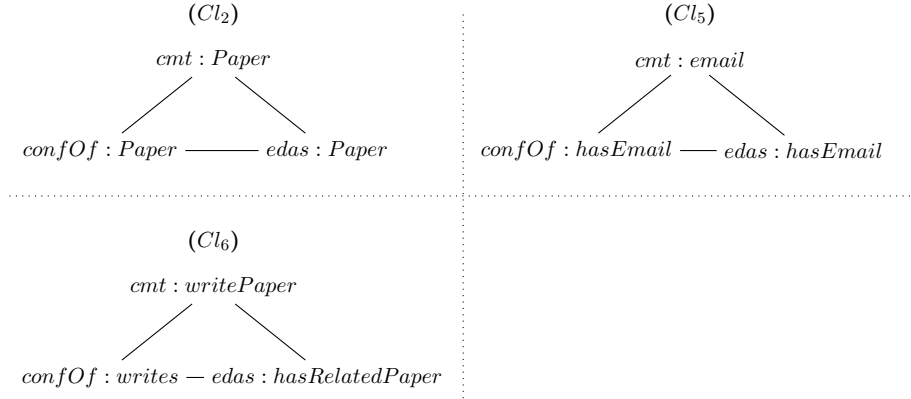 (Cl₂)
cmt : Paper
confOf : Paper
edas : Paper
(Cl₅)
cmt : email
confOf : hasEmail
edas : hasEmail
(Cl₆)
cmt : writePaper
confOf : writes
edas : hasRelatedPaper